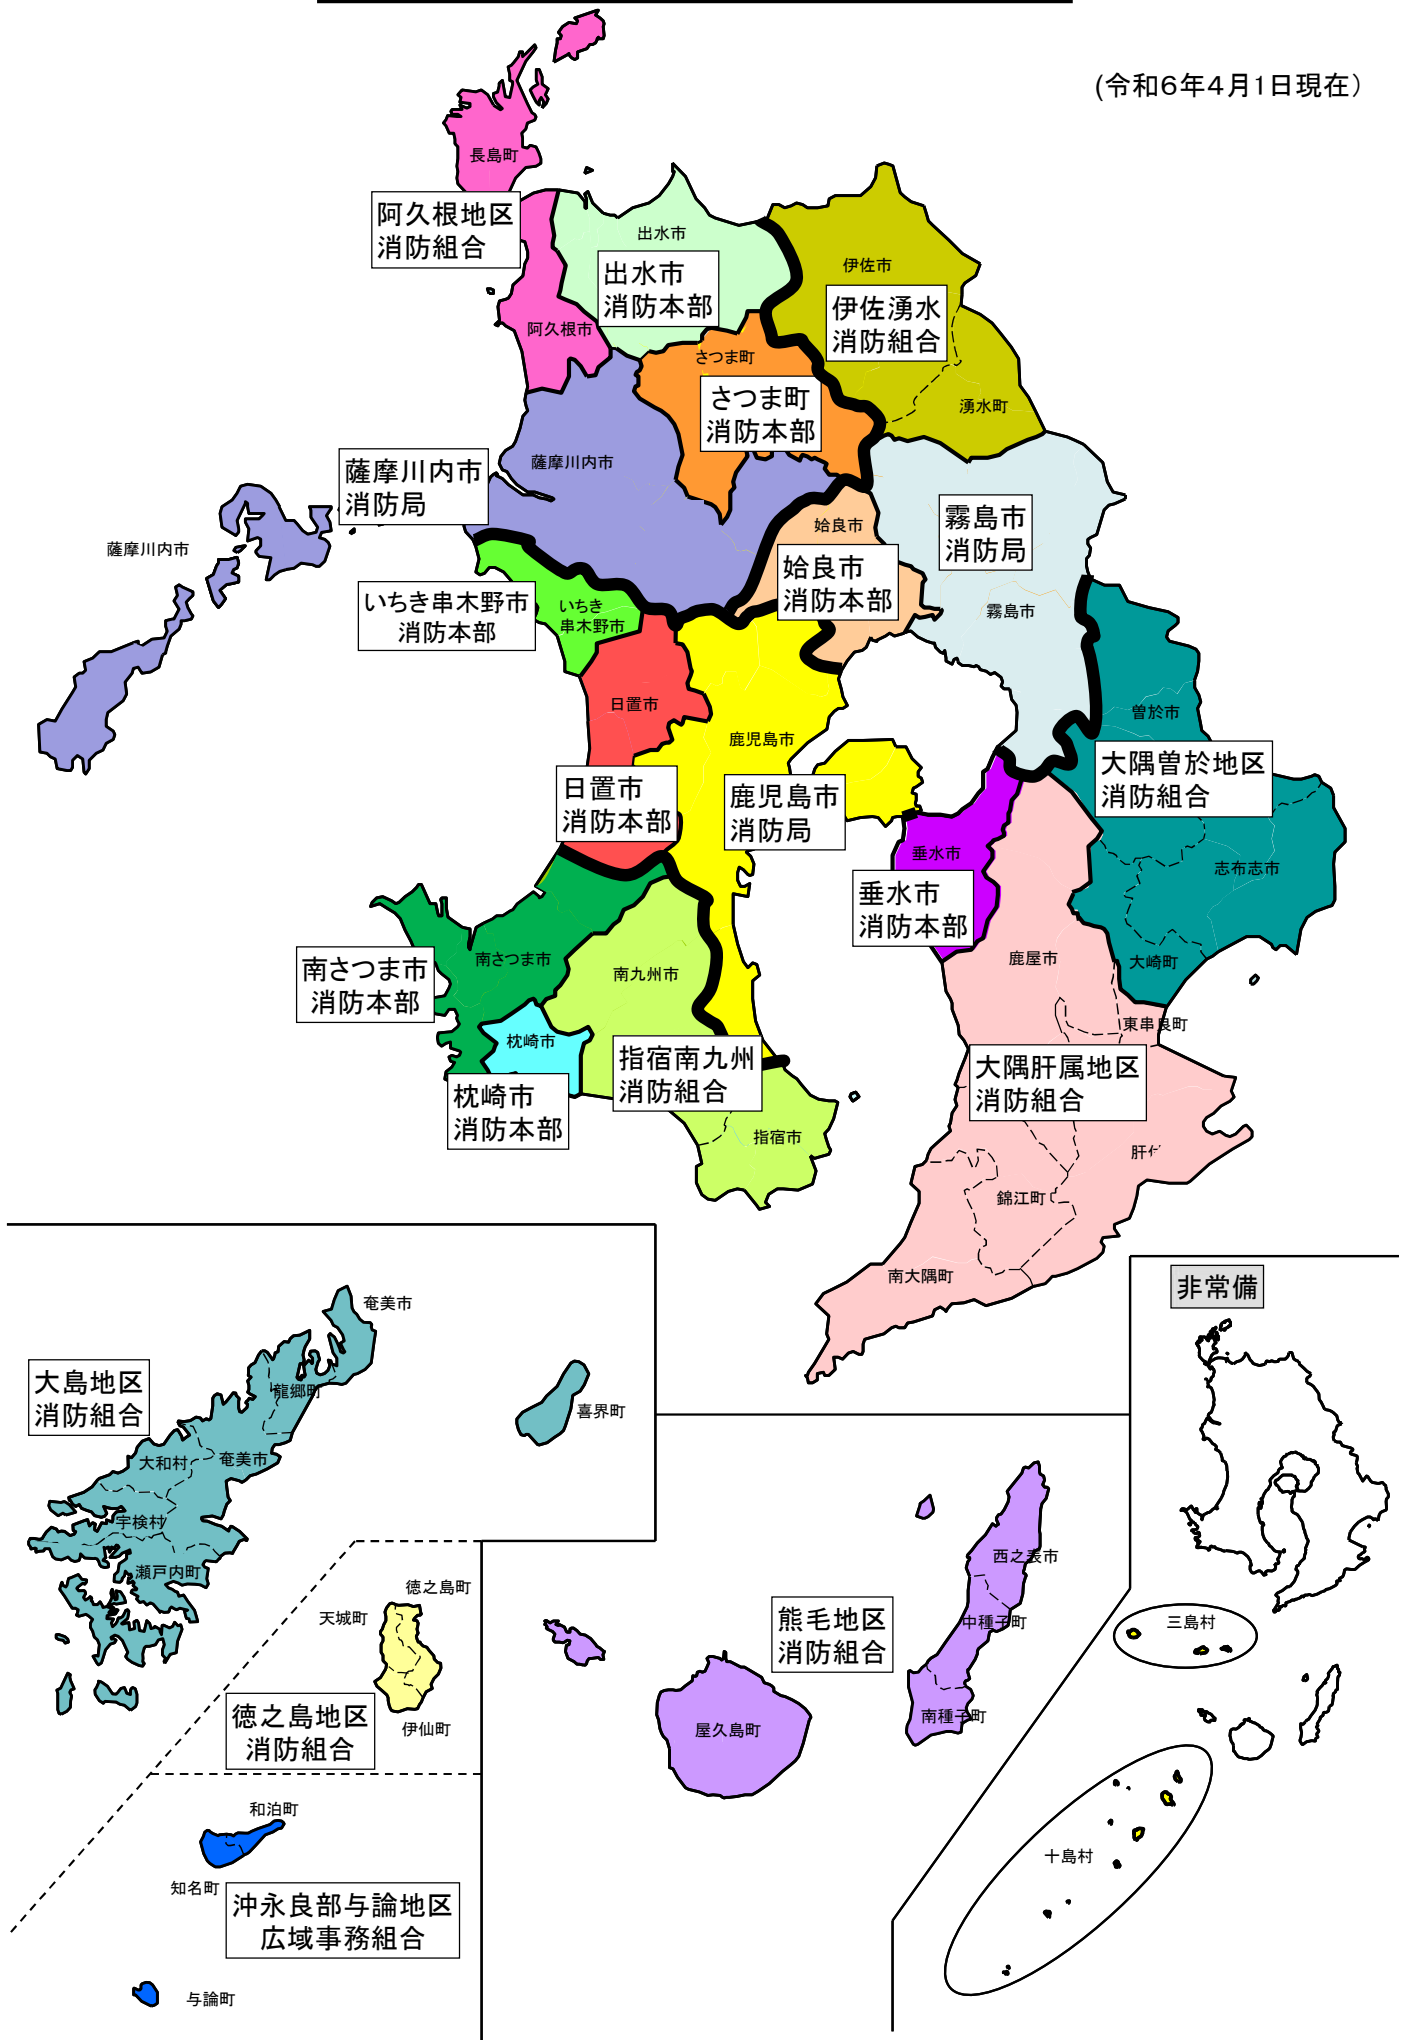 (令和6年4月1日現在）
長島町
阿久根地区
消防組合
出水市
出水市
消防本部
伊佐市
伊佐湧水
消防組合
阿久根市
さつま町
さつま町
消防本部
湧水町
薩摩川内市
消防局
薩摩川内市
薩摩川内市
姶良市
姶良市
消防本部
霧島市
消防局
霧島市
いちき串木野市
消防本部
いちき
串木野市
日置市
日置市
消防本部
鹿児島市
鹿児島市
消防局
曽於市
大隅曽於地区
消防組合
志布志市
大崎町
垂水市
垂水市
消防本部
南さつま市
消防本部
南さつま市
南九州市
鹿屋市
東串良町
枕崎市
枕崎市
消防本部
指宿南九州
消防組合
指宿市
大隅肝属地区
消防組合
肝付
錦江町
南大隅町
非常備
奄美市
大島地区
消防組合
龍郷町
喜界町
大和村
奄美市
宇検村
瀬戸内町
徳之島町
天城町
伊仙町
徳之島地区
消防組合
和泊町
知名町
沖永良部与論地区
広域事務組合
与論町
西之表市
中種子町
南種子町
熊毛地区
消防組合
屋久島町
三島村
十島村